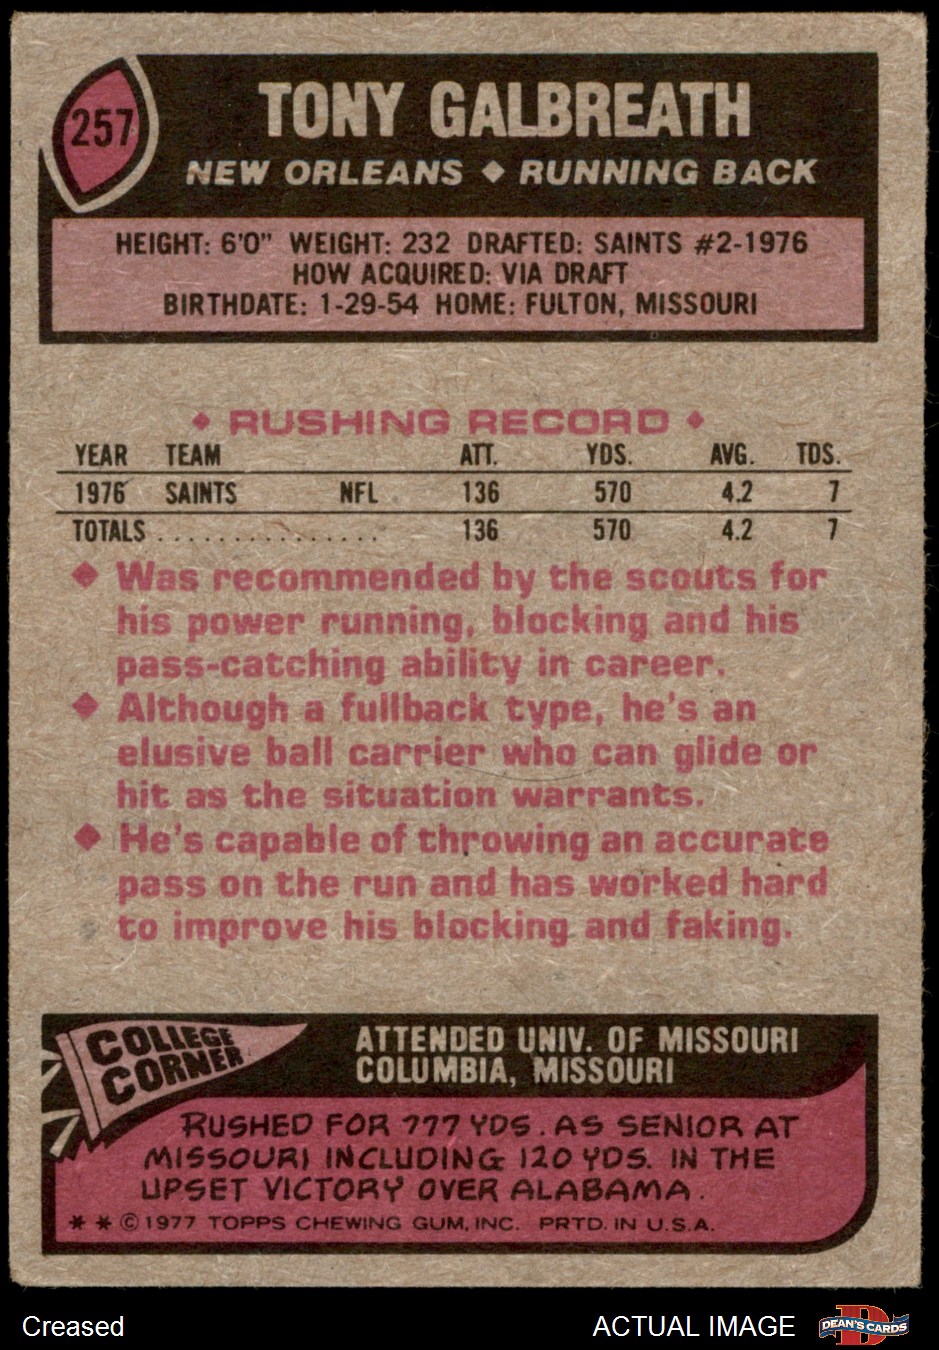 257
TONY GALBREATH
NEW ORLEANS ♦ RUNNING BACK
HEIGHT: 6'0" WEIGHT: 232 DRAFTED: SAINTS #2-1976
HOW ACQUIRED: VIA DRAFT
BIRTHDATE: 1-29-54 HOME: FULTON, MISSOURI
♦ RUSHING RECORD ♦
YEAR TEAM ATT. YDS. AVG. TDS.
1976 SAINTS NFL 136 570 4.2 7
TOTALS . . . . . . . . . . . . . . . 136 570 4.2 7
♦ Was recommended by the scouts for
his power running, blocking and his
pass-catching ability in career.
♦ Although a fullback type, he's an
elusive ball carrier who can glide or
hit as the situation warrants.
♦ He's capable of throwing an accurate
pass on the run and has worked hard
to improve his blocking and faking.
COLLEGE
CORNER
ATTENDED UNIV. OF MISSOURI
COLUMBIA, MISSOURI
RUSHED FOR 777 YDS. AS SENIOR AT
MISSOURI INCLUDING 120 YDS. IN THE
UPSET VICTORY OVER ALABAMA.
* * © 1977 TOPPS CHEWING GUM, INC. PRTD. IN U.S.A.
Creased
ACTUAL IMAGE
D
DEAN'S CARDS